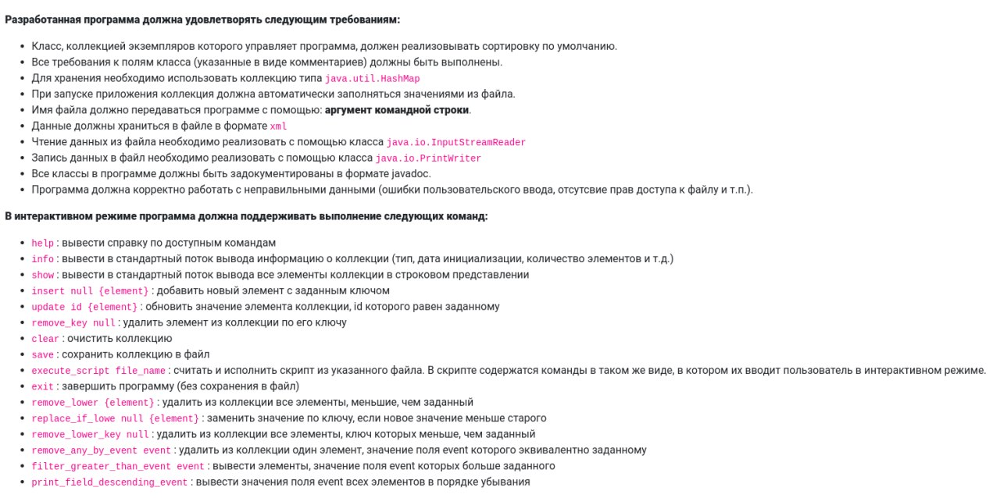 Разработанная программа должна удовлетворять следующим требованиям:
• Класс, коллекцией экземпляров которого управляет программа, должен реализовывать сортировку по умолчанию.
• Все требования к полям класса (указанные в виде комментариев) должны быть выполнены.
• Для хранения необходимо использовать коллекцию типа java.util.HashMap
• При запуске приложения коллекция должна автоматически заполняться значениями из файла.
• Имя файла должно передаваться программе с помощью: аргумент командной строки.
• Данные должны храниться в файле в формате xml
• Чтение данных из файла необходимо реализовать с помощью класса java.io.InputStreamReader
• Запись данных в файл необходимо реализовать с помощью класса java.io.PrintWriter
• Все классы в программе должны быть задокументированы в формате javadoc.
• Программа должна корректно работать с неправильными данными (ошибки пользовательского ввода, отсутсвие прав доступа к файлу и т.п.).
В интерактивном режиме программа должна поддерживать выполнение следующих команд:
• help : вывести справку по доступным командам
• info : вывести в стандартный поток вывода информацию о коллекции (тип, дата инициализации, количество элементов и т.д.)
• show : вывести в стандартный поток вывода все элементы коллекции в строковом представлении
• insert null {element} : добавить новый элемент с заданным ключом
• update id {element} : обновить значение элемента коллекции, id которого равен заданному
• remove_key null : удалить элемент из коллекции по его ключу
• clear : очистить коллекцию
• save : сохранить коллекцию в файл
• execute_script file_name : считать и исполнить скрипт из указанного файла. В скрипте содержатся команды в таком же виде, в котором их вводит пользователь в интерактивном режиме.
• exit : завершить программу (без сохранения в файл)
• remove_lower {element} : удалить из коллекции все элементы, меньшие, чем заданный
• replace_if_lowe null {element} : заменить значение по ключу, если новое значение меньше старого
• remove_lower_key null : удалить из коллекции все элементы, ключ которых меньше, чем заданный
• remove_any_by_event event : удалить из коллекции один элемент, значение поля event которого эквивалентно заданному
• filter_greater_than_event event : вывести элементы, значение поля event которых больше заданного
• print_field_descending_event : вывести значения поля event всех элементов в порядке убывания